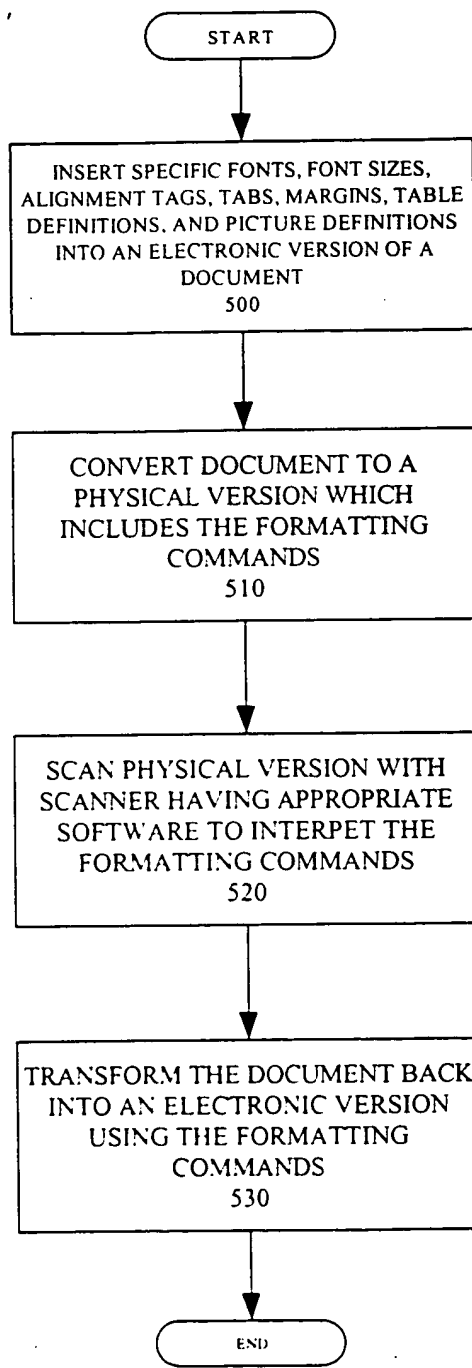 START
INSERT SPECIFIC FONTS, FONT SIZES,
ALIGNMENT TAGS, TABS, MARGINS, TABLE
DEFINITIONS, AND PICTURE DEFINITIONS
INTO AN ELECTRONIC VERSION OF A
DOCUMENT
500
CONVERT DOCUMENT TO A
PHYSICAL VERSION WHICH
INCLUDES THE FORMATTING
COMMANDS
510
SCAN PHYSICAL VERSION WITH
SCANNER HAVING APPROPRIATE
SOFTWARE TO INTERPET THE
FORMATTING COMMANDS
520
TRANSFORM THE DOCUMENT BACK
INTO AN ELECTRONIC VERSION
USING THE FORMATTING
COMMANDS
530
END